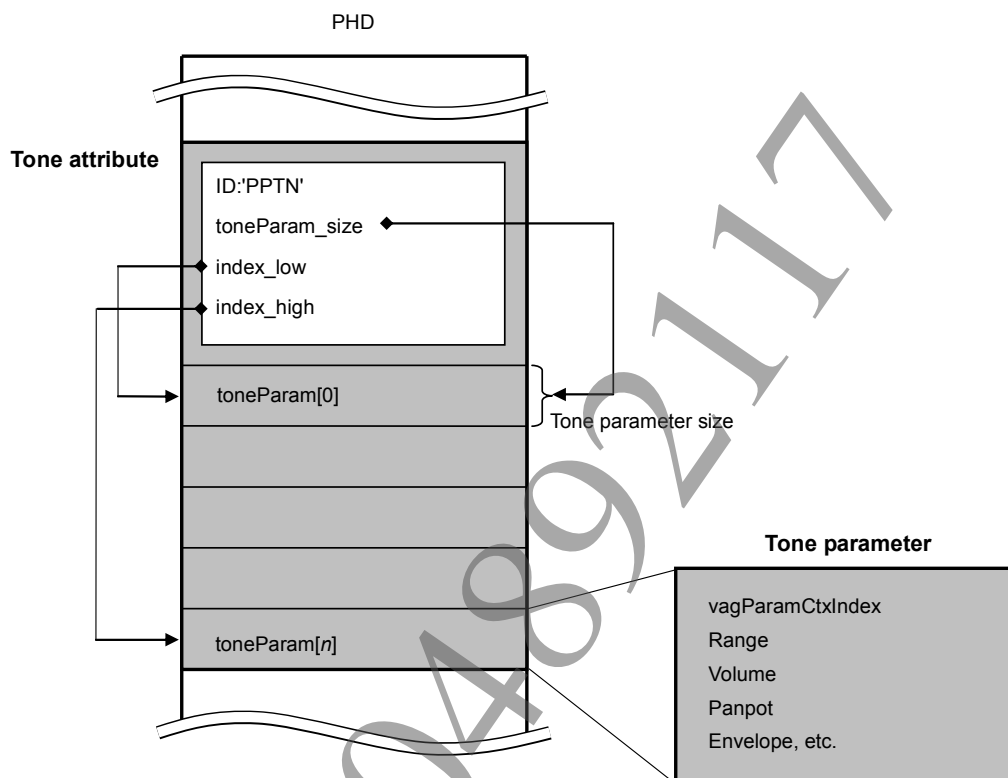 PHD
Tone attribute
ID:'PPTN'
toneParam_size
index_low
index_high
toneParam[0]
Tone parameter size
toneParam[n]
Tone parameter
vagParamCtxIndex
Range
Volume
Panpot
Envelope, etc.
04892117